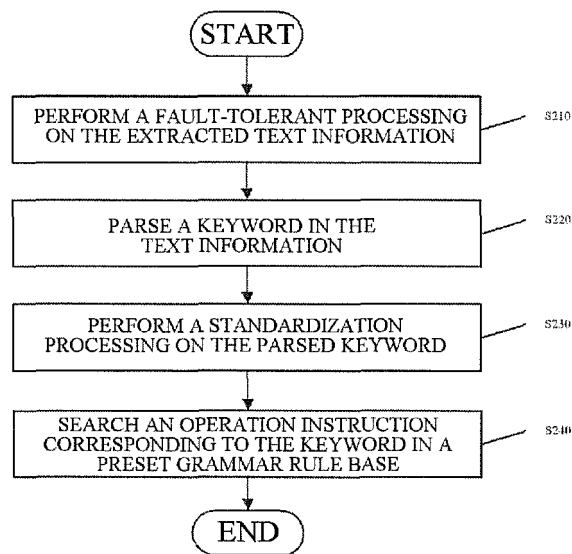 START
PERFORM A FAULT-TOLERANT PROCESSING
ON THE EXTRACTED TEXT INFORMATION
S210
PARSE A KEYWORD IN THE
TEXT INFORMATION
S220
PERFORM A STANDARDIZATION
PROCESSING ON THE PARSED KEYWORD
S230
SEARCH AN OPERATION INSTRUCTION
CORRESPONDING TO THE KEYWORD IN A
PRESET GRAMMAR RULE BASE
S240
END